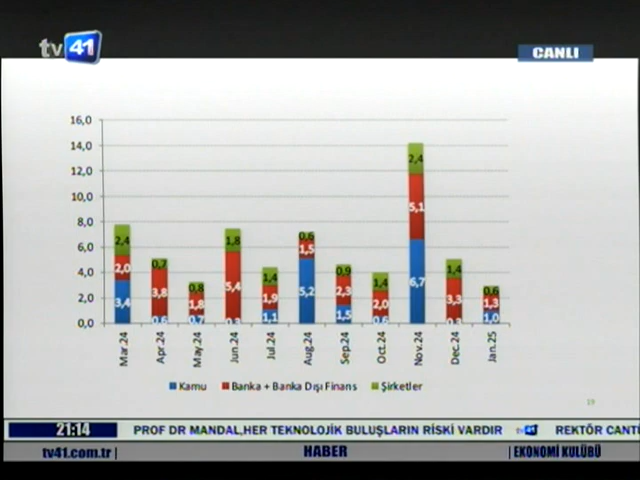 tv41
CANLI
16,0
14,0
12,0
10,0
8,0
6,0
4,0
2,0
0,0
2,4 2,0 3,4
0,7 3,8 0,6
0,8 1,8 0,7
1,8 5,4 0,3
1,4 1,9 1,1
0,6 1,5 5,2
0,9 2,3 1,5
1,4 2,0 0,6
2,4 5,1 6,7
1,4 3,3 0,3
0,6 1,3 1,0
Mar.24 Apr.24 May.24 Jun.24 Jul.24 Aug.24 Sep.24 Oct.24 Nov.24 Dec.24 Jan.25
Kamu Banka + Banka Dışı Finans Şirketler
19
21:14 PROF DR MANDAL,HER TEKNOLOJİK BULUŞLARIN RİSKİ VARDIR tv41 REKTÖR CANTÜ
tv41.com.tr | HABER | EKONOMİ KULÜBÜ